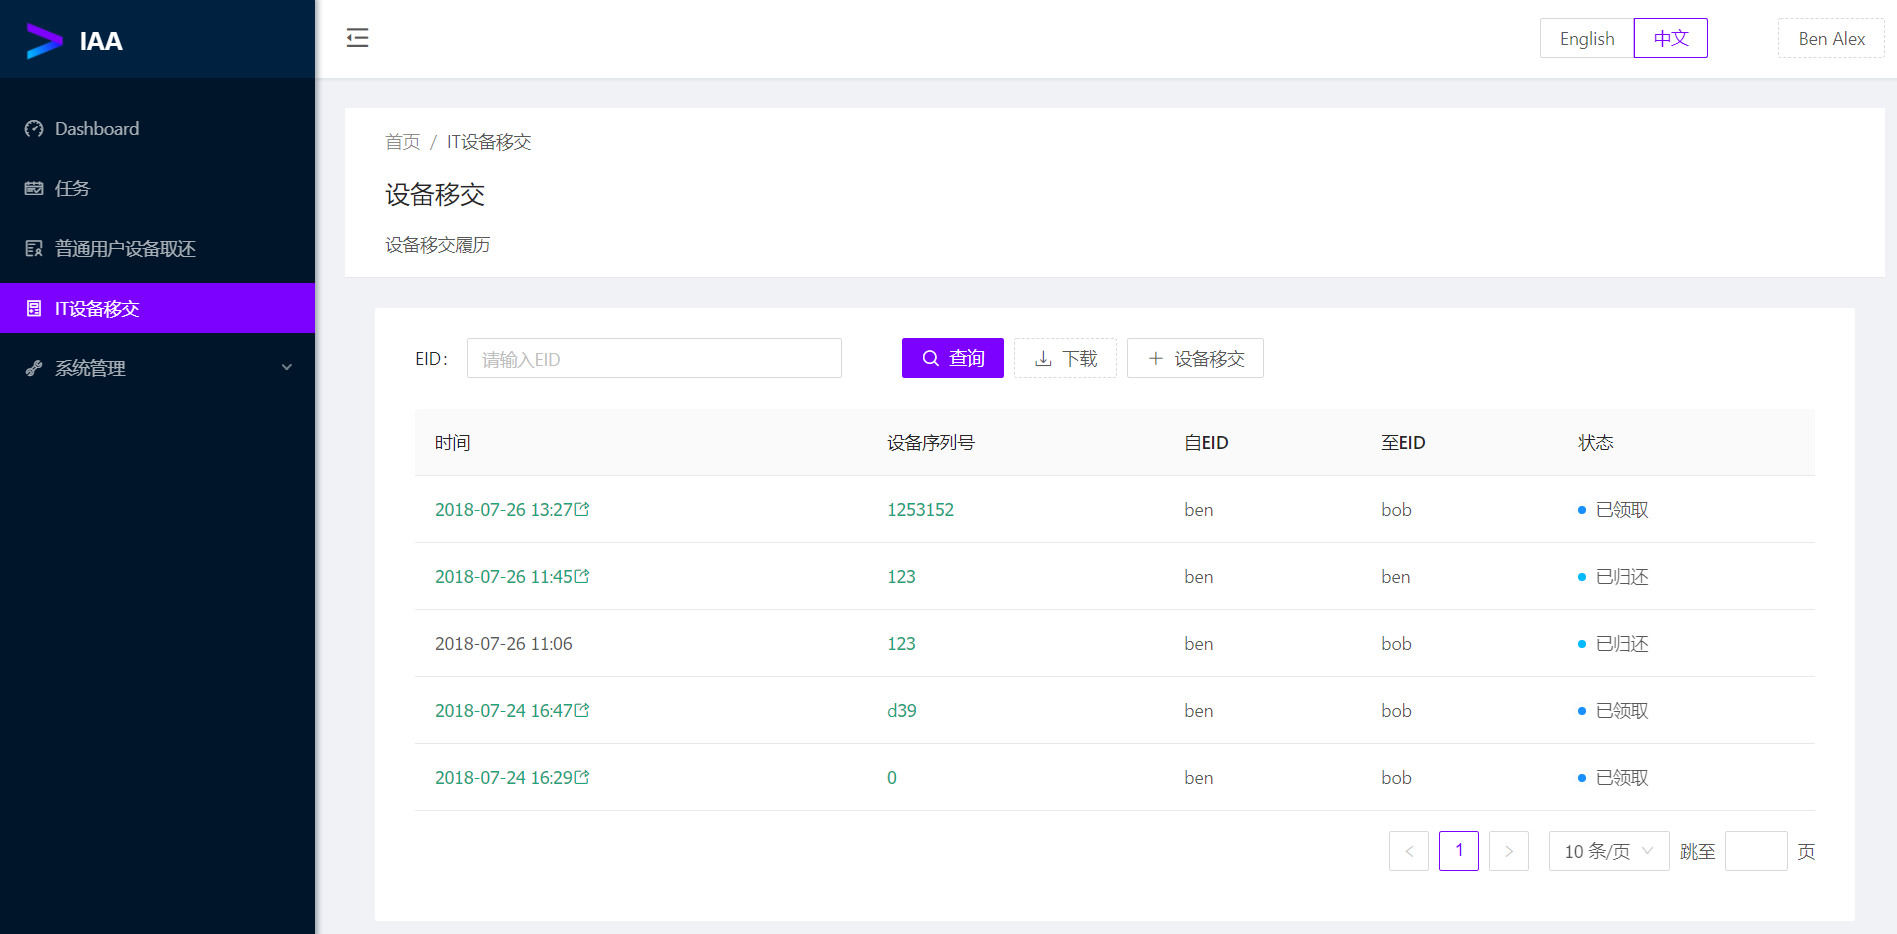 IAA
English
中文
Ben Alex
Dashboard
任务
普通用户设备取还
IT设备移交
系统管理
首页 / IT设备移交
设备移交
设备移交履历
EID: 请输入EID 查询 下载 设备移交
时间 设备序列号 自EID 至EID 状态
2018-07-26 13:27 1253152 ben bob 已领取
2018-07-26 11:45 123 ben ben 已归还
2018-07-26 11:06 123 ben bob 已归还
2018-07-24 16:47 d39 ben bob 已领取
2018-07-24 16:29 0 ben bob 已领取
< 1 > 10 条/页 跳至 页